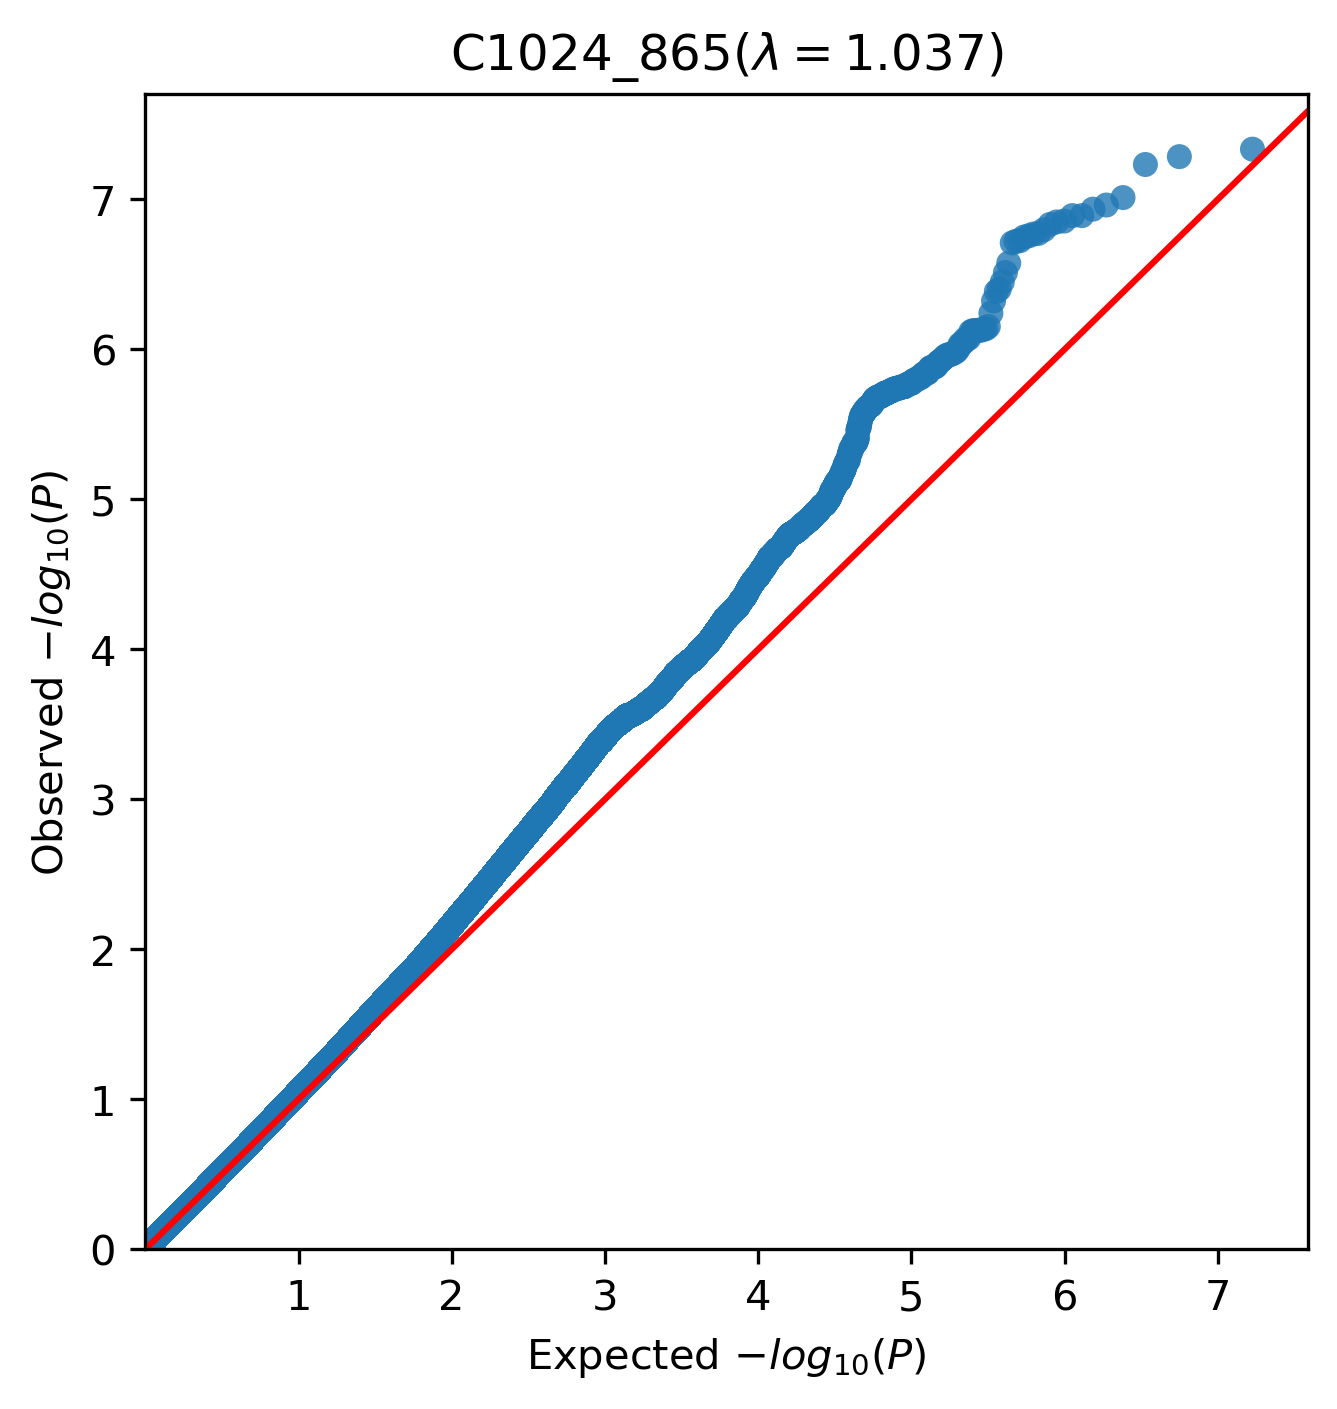 C1024_865(λ = 1.037)
Observed −log₁₀(P)
7
6
5
4
3
2
1
0
1 2 3 4 5 6 7
Expected −log₁₀(P)